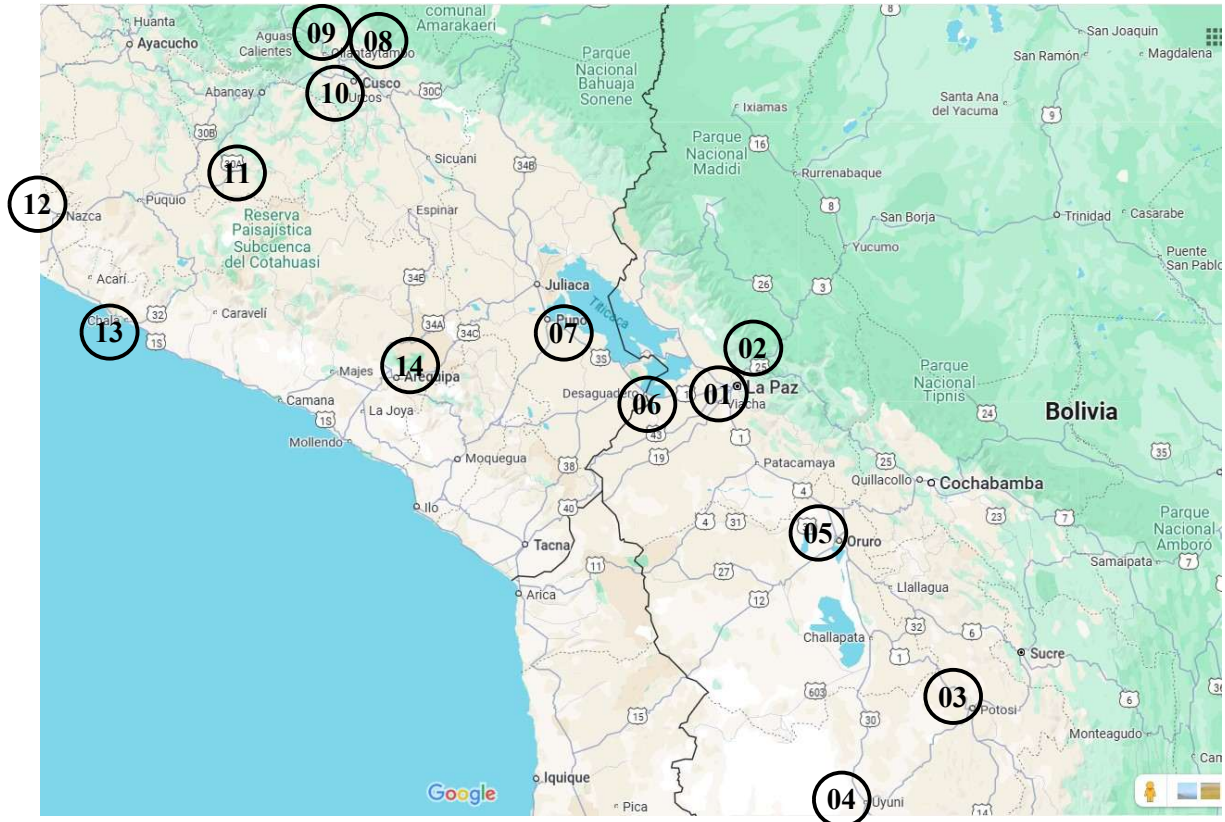 Huanta
Ayacucho
comunal
Amarakaeri
8
San Joaquin
09
08
Aguas
Calientes
Ollantaytambo
San Ramón
Magdalena
Parque
Nacional
Bahuaja
Sonene
10
Cusco
Urcos
Abancay
30C
Ixiamas
Santa Ana
del Yacuma
9
30B
Parque
Nacional
Madidi
16
11
30A
Sicuani
34B
Rurrenabaque
12
Nazca
Puquio
Espinar
8
San Borja
Trinidad
Casarabe
Reserva
Paisajística
Subcuenca
del Cotahuasi
Yucumo
Puente
San Pablo
Acarí
34E
Juliaca
26
3
Titicaca
13
Chala
32
1S
Caravelí
34A
34C
07
Puno
3S
02
14
Arequipa
Majes
25
Parque
Nacional
Tipnis
Desaguadero
06
01
La Paz
Viacha
Camana
La Joya
1S
24
Bolivia
Mollendo
43
1
Moquegua
38
19
Patacamaya
25
35
Quillacollo
Cochabamba
Ilo
40
4
23
7
Parque
Nacional
Amboró
4
31
05
Oruro
Tacna
11
27
Samaipata
7
Arica
12
Llallagua
32
6
Challapata
1
Sucre
603
03
Potosi
6
36
15
30
Monteagudo
Iquique
Google
Pica
04
Uyuni
14